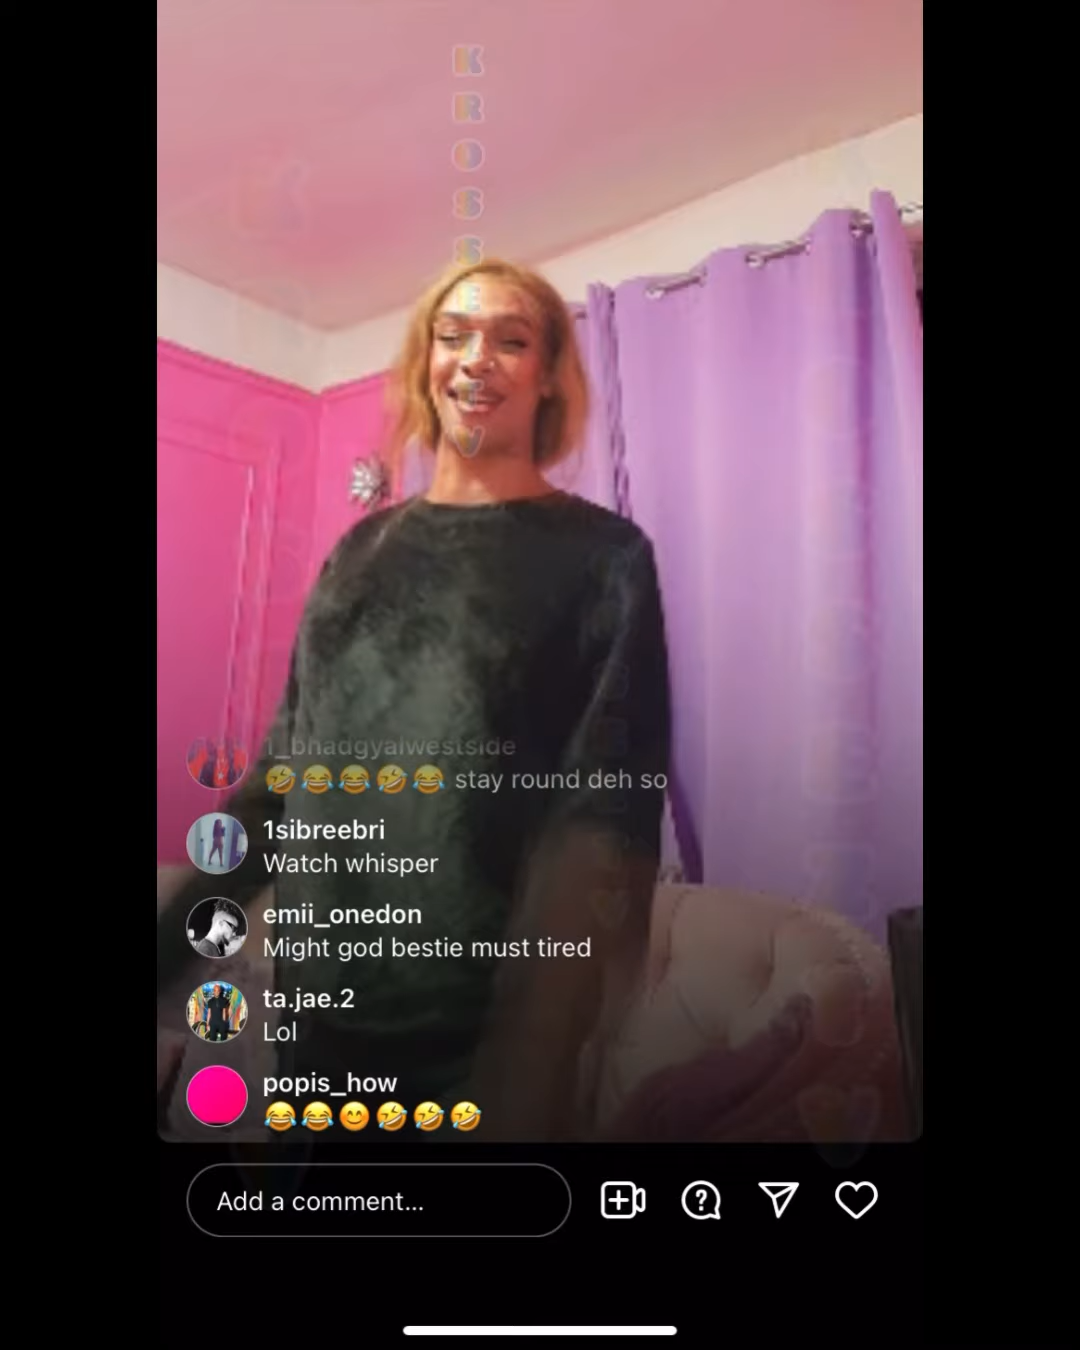 K
R
O
S
S
E
1_bhadgyalwestside
🤣😂😂🤣😂 stay round deh so
1sibreebri
Watch whisper
emii_onedon
Might god bestie must tired
ta.jae.2
Lol
popis_how
😂😂😊🤣🤣🤣
Add a comment...